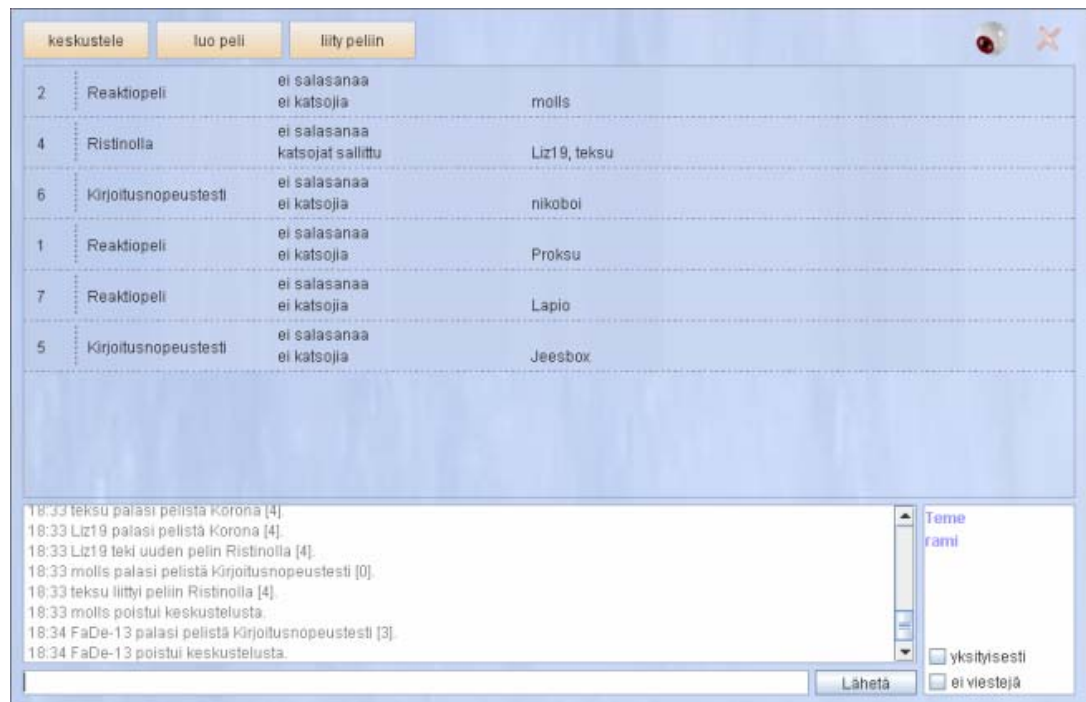 keskustele luo peli liity peliin
2 Reaktiopeli ei salasanaa
ei katsojia molls
4 Ristinolla ei salasanaa
katsojat sallittu Liz19, teksu
6 Kirjoitusnopeustesti ei salasanaa
ei katsojia nikoboi
1 Reaktiopeli ei salasanaa
ei katsojia Proksu
7 Reaktiopeli ei salasanaa
ei katsojia Lapio
5 Kirjoitusnopeustesti ei salasanaa
ei katsojia Jeesbox
18:33 teksu palasi pelistä Korona [4].
18:33 Liz19 palasi pelistä Korona [4].
18:33 Liz19 teki uuden pelin Ristinolla [4].
18:33 molls palasi pelistä Kirjoitusnopeustesti [0].
18:33 teksu liittyi peliin Ristinolla [4].
18:33 molls poistui keskustelusta.
18:34 FaDe-13 palasi pelistä Kirjoitusnopeustesti [3].
18:34 FaDe-13 poistui keskustelusta.
Teme
rami
yksityisesti
Lähetä
ei viestejä